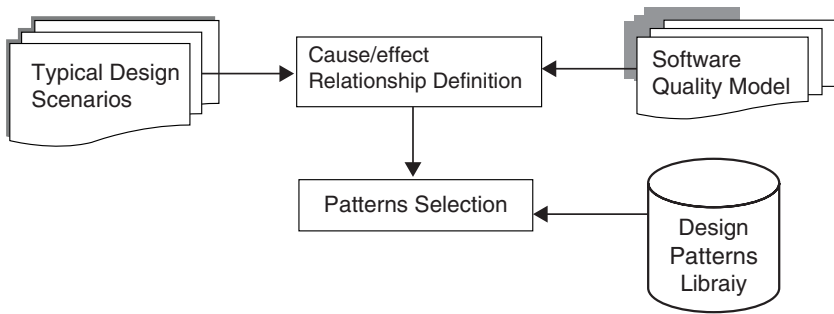 Typical Design
Scenarios
Cause/effect
Relationship Definition
Software
Quality Model
Patterns Selection
Design
Patterns
Libraiy